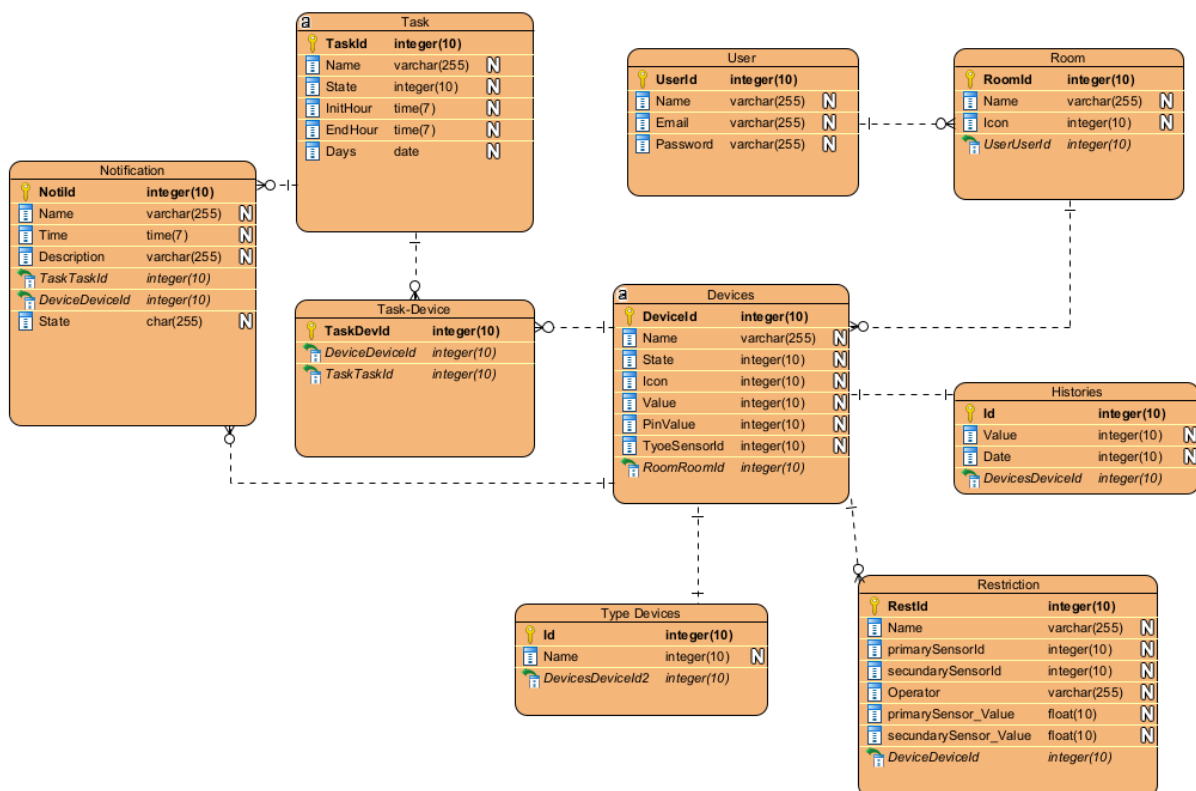 a
Task
TaskId integer(10)
Name varchar(255) N
State integer(10) N
InitHour time(7) N
EndHour time(7) N
Days date N
User
UserId integer(10)
Name varchar(255) N
Email varchar(255) N
Password varchar(255) N
Room
RoomId integer(10)
Name varchar(255) N
Icon integer(10) N
UserUserId integer(10)
Notification
NotiId integer(10)
Name varchar(255) N
Time time(7) N
Description varchar(255) N
TaskTaskId integer(10)
DeviceDeviceId integer(10)
State char(255) N
Task-Device
TaskDevId integer(10)
DeviceDeviceId integer(10)
TaskTaskId integer(10)
a
Devices
DeviceId integer(10)
Name varchar(255) N
State integer(10) N
Icon integer(10) N
Value integer(10) N
PinValue integer(10) N
TyoeSensorId integer(10) N
RoomRoomId integer(10)
Histories
Id integer(10)
Value integer(10) N
Date integer(10) N
DevicesDeviceId integer(10)
Type Devices
Id integer(10)
Name integer(10) N
DevicesDeviceId2 integer(10)
Restriction
RestId integer(10)
Name varchar(255) N
primarySensorId integer(10) N
secundarySensorId integer(10) N
Operator varchar(255) N
primarySensor_Value float(10) N
secundarySensor_Value float(10) N
DeviceDeviceId integer(10)